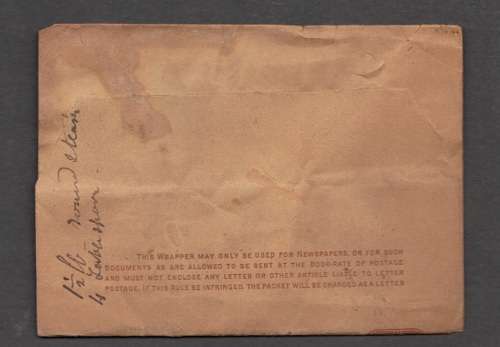 THIS WRAPPER MAY ONLY BE USED FOR NEWSPAPERS, OR FOR SUCH
DOCUMENTS AS ARE ALLOWED TO BE SENT AT THE BOOK-RATE OF POSTAGE
AND MUST NOT ENCLOSE ANY LETTER OR OTHER ARTICLE LIABLE TO LETTER
POSTAGE. IF THIS RULE BE INFRINGED THE PACKET WILL BE CHARGED AS A LETTER
round